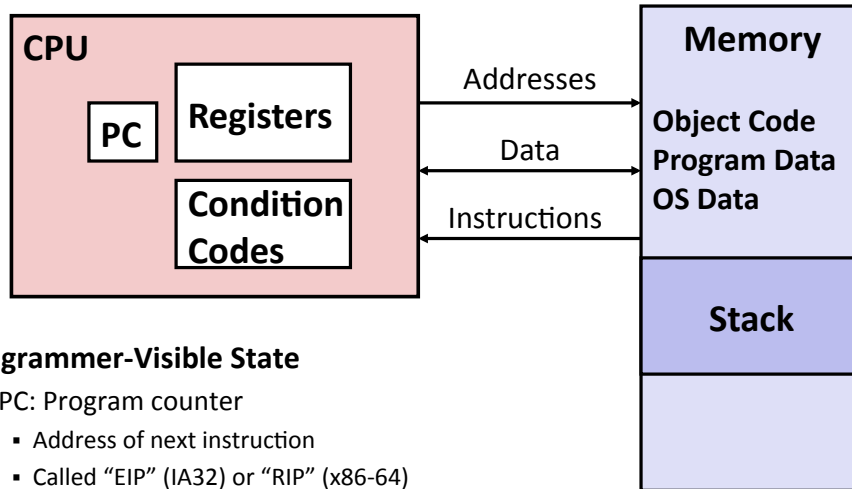 CPU
PC
Registers
Condition
Codes
Addresses
Data
Instructions
Memory
Object Code
Program Data
OS Data
Stack
grammer-Visible State
PC: Program counter
▪ Address of next instruction
▪ Called “EIP” (IA32) or “RIP” (x86-64)